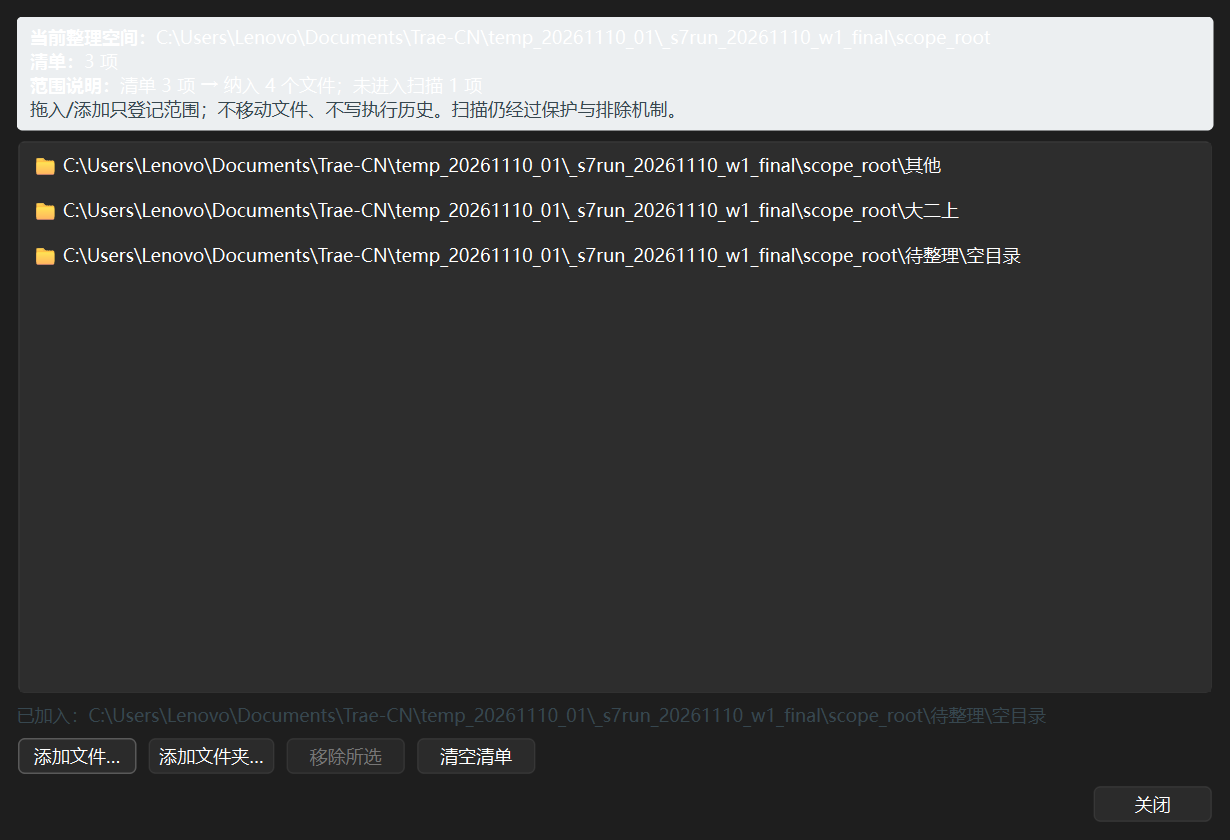 当前整理空间：C:\Users\Lenovo\Documents\Trae-CN\temp_20261110_01\_s7run_20261110_w1_final\scope_root
清单：3 项
范围说明：清单 3 项 → 纳入 4 个文件；未进入扫描 1 项
拖入/添加只登记范围；不移动文件、不写执行历史。扫描仍经过保护与排除机制。
C:\Users\Lenovo\Documents\Trae-CN\temp_20261110_01\_s7run_20261110_w1_final\scope_root\其他
C:\Users\Lenovo\Documents\Trae-CN\temp_20261110_01\_s7run_20261110_w1_final\scope_root\大二上
C:\Users\Lenovo\Documents\Trae-CN\temp_20261110_01\_s7run_20261110_w1_final\scope_root\待整理\空目录
已加入：C:\Users\Lenovo\Documents\Trae-CN\temp_20261110_01\_s7run_20261110_w1_final\scope_root\待整理\空目录
添加文件... 添加文件夹... 移除所选 清空清单
关闭